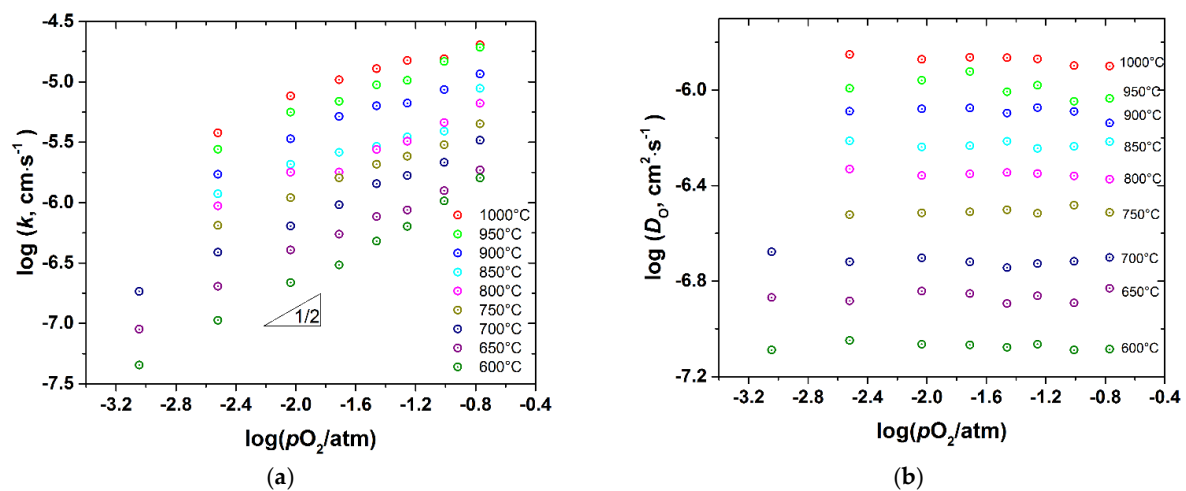 -4.5
-5.0
-5.5
-6.0
-6.5
-7.0
-7.5
log (k, cm·s⁻¹ )
1/2
1000°C
950°C
900°C
850°C
800°C
750°C
700°C
650°C
600°C
-3.2 -2.8 -2.4 -2.0 -1.6 -1.2 -0.8 -0.4
log(pO₂/atm)
(a)
-6.0
-6.4
-6.8
-7.2
log (D_O, cm²·s⁻¹)
1000°C
950°C
900°C
850°C
800°C
750°C
700°C
650°C
600°C
-3.2 -2.8 -2.4 -2.0 -1.6 -1.2 -0.8 -0.4
log(pO₂/atm)
(b)